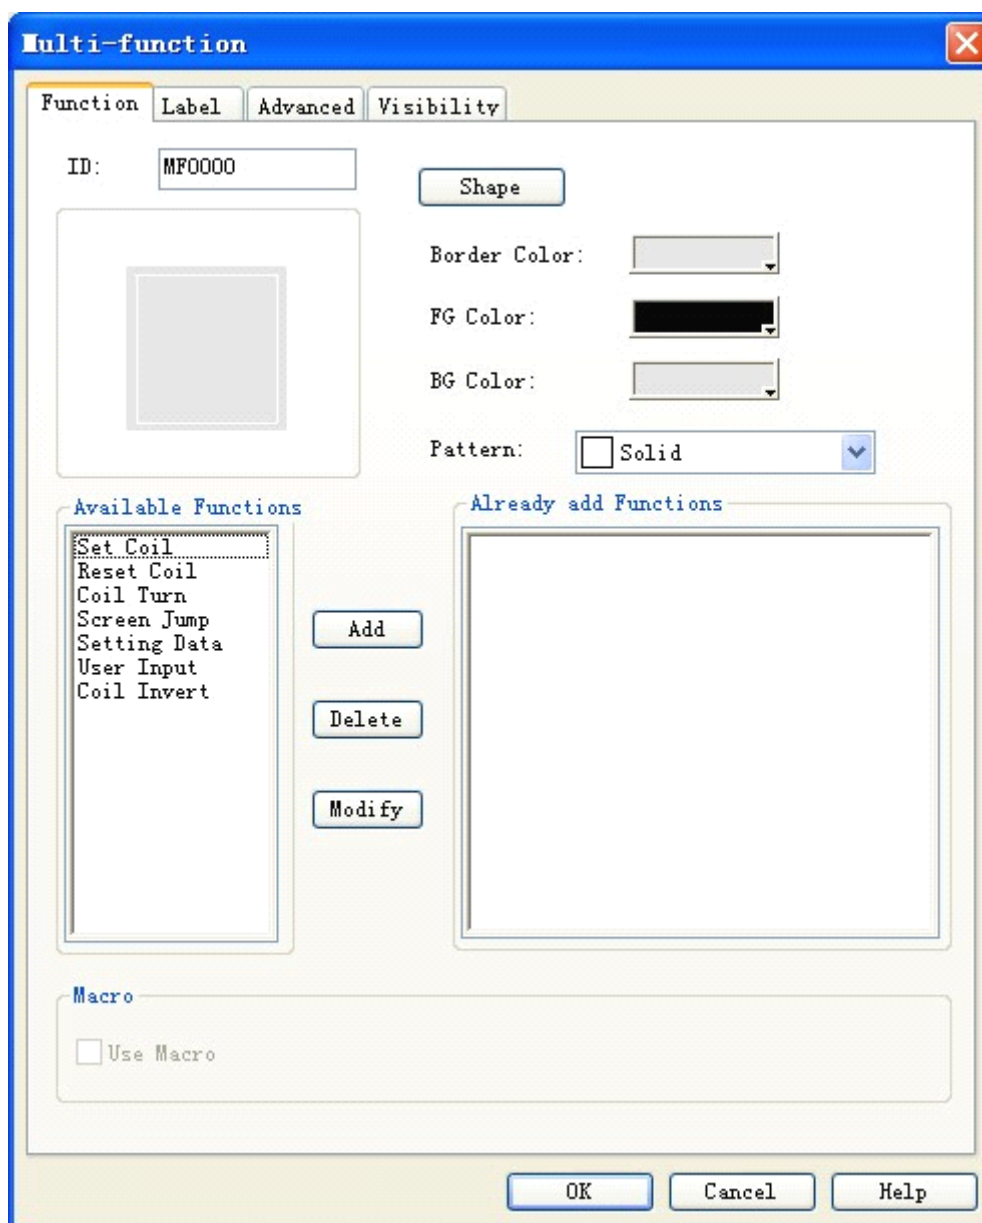 Multi-function
Function Label Advanced Visibility
ID: MF0000
Shape
Border Color:
FG Color:
BG Color:
Pattern: Solid
Available Functions
Set Coil
Reset Coil
Coil Turn
Screen Jump
Setting Data
User Input
Coil Invert
Add
Delete
Modify
Already add Functions
Macro
Use Macro
OK Cancel Help